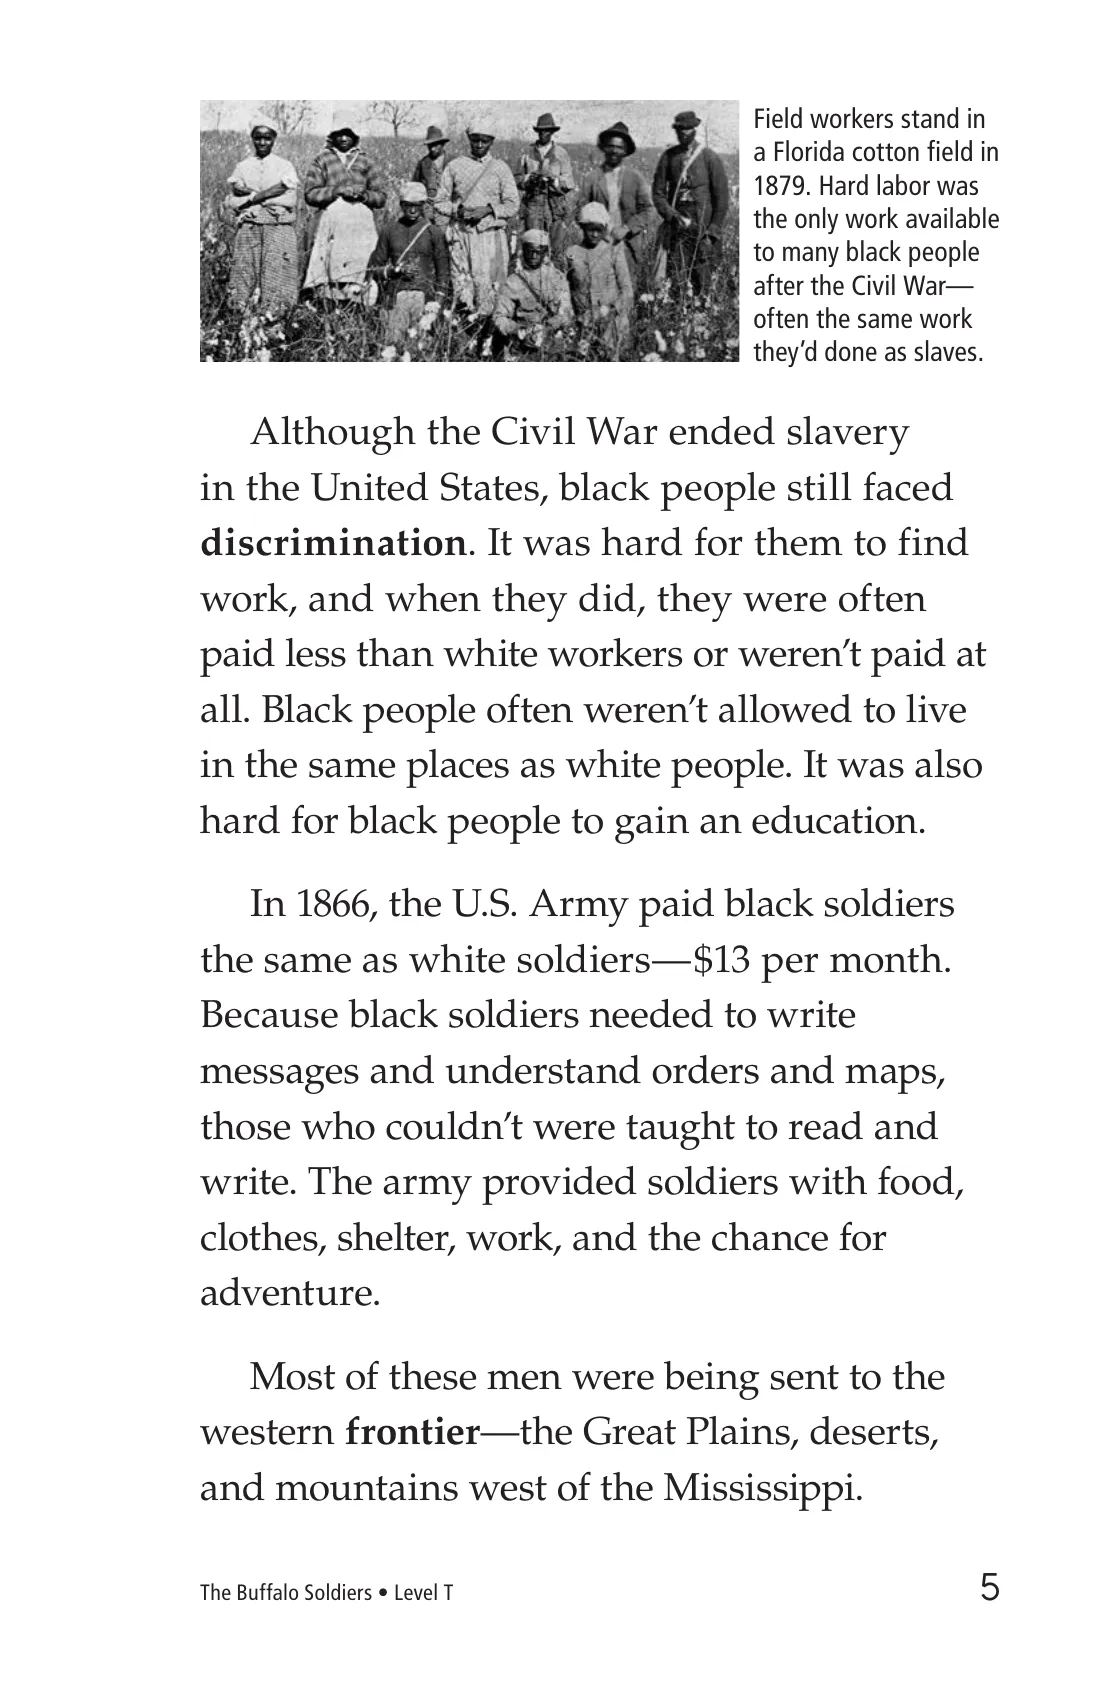 Field workers stand in
a Florida cotton field in
1879. Hard labor was
the only work available
to many black people
after the Civil War—
often the same work
they’d done as slaves.
Although the Civil War ended slavery
in the United States, black people still faced
discrimination. It was hard for them to find
work, and when they did, they were often
paid less than white workers or weren’t paid at
all. Black people often weren’t allowed to live
in the same places as white people. It was also
hard for black people to gain an education.
In 1866, the U.S. Army paid black soldiers
the same as white soldiers—$13 per month.
Because black soldiers needed to write
messages and understand orders and maps,
those who couldn’t were taught to read and
write. The army provided soldiers with food,
clothes, shelter, work, and the chance for
adventure.
Most of these men were being sent to the
western frontier—the Great Plains, deserts,
and mountains west of the Mississippi.
The Buffalo Soldiers • Level T
5